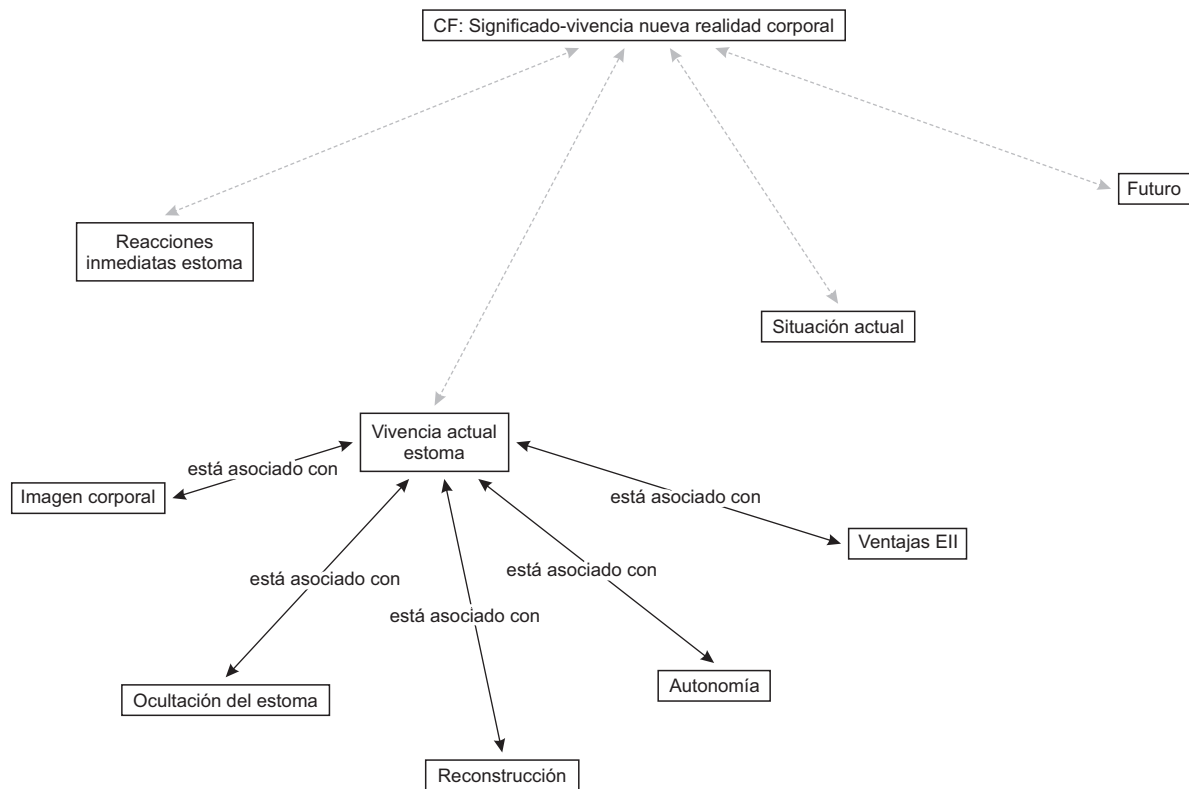 CF: Significado-vivencia nueva realidad corporal
Futuro
Reacciones
inmediatas estoma
Situación actual
Vivencia actual
estoma
está asociado con
Imagen corporal
está asociado con
Ventajas EII
está asociado con
está asociado con
está asociado con
Autonomía
Ocultación del estoma
Reconstrucción